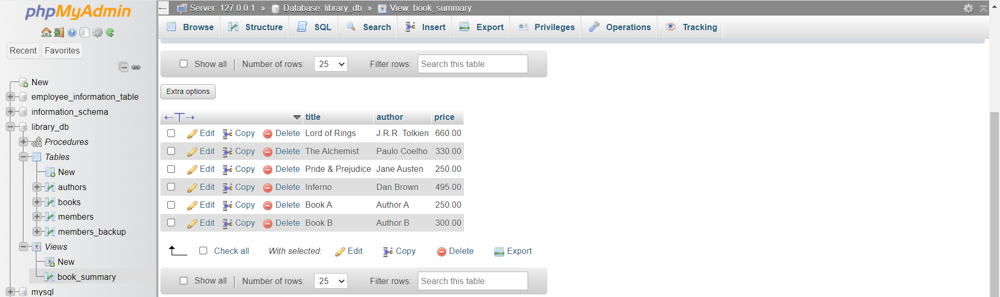 phpMyAdmin
Recent Favorites
New
employee_information_table
information_schema
library_db
Procedures
Tables
New
authors
books
members
members_backup
Views
New
book_summary
mysql
Server: 127.0.0.1 » Database: library_db » View: book_summary
Browse Structure SQL Search Insert Export Privileges Operations Tracking
Show all Number of rows: 25 Filter rows: Search this table
Extra options
title author price
Edit Copy Delete Lord of Rings J.R.R. Tolkien 660.00
Edit Copy Delete The Alchemist Paulo Coelho 330.00
Edit Copy Delete Pride & Prejudice Jane Austen 250.00
Edit Copy Delete Inferno Dan Brown 495.00
Edit Copy Delete Book A Author A 250.00
Edit Copy Delete Book B Author B 300.00
Check all With selected: Edit Copy Delete Export
Show all Number of rows: 25 Filter rows: Search this table